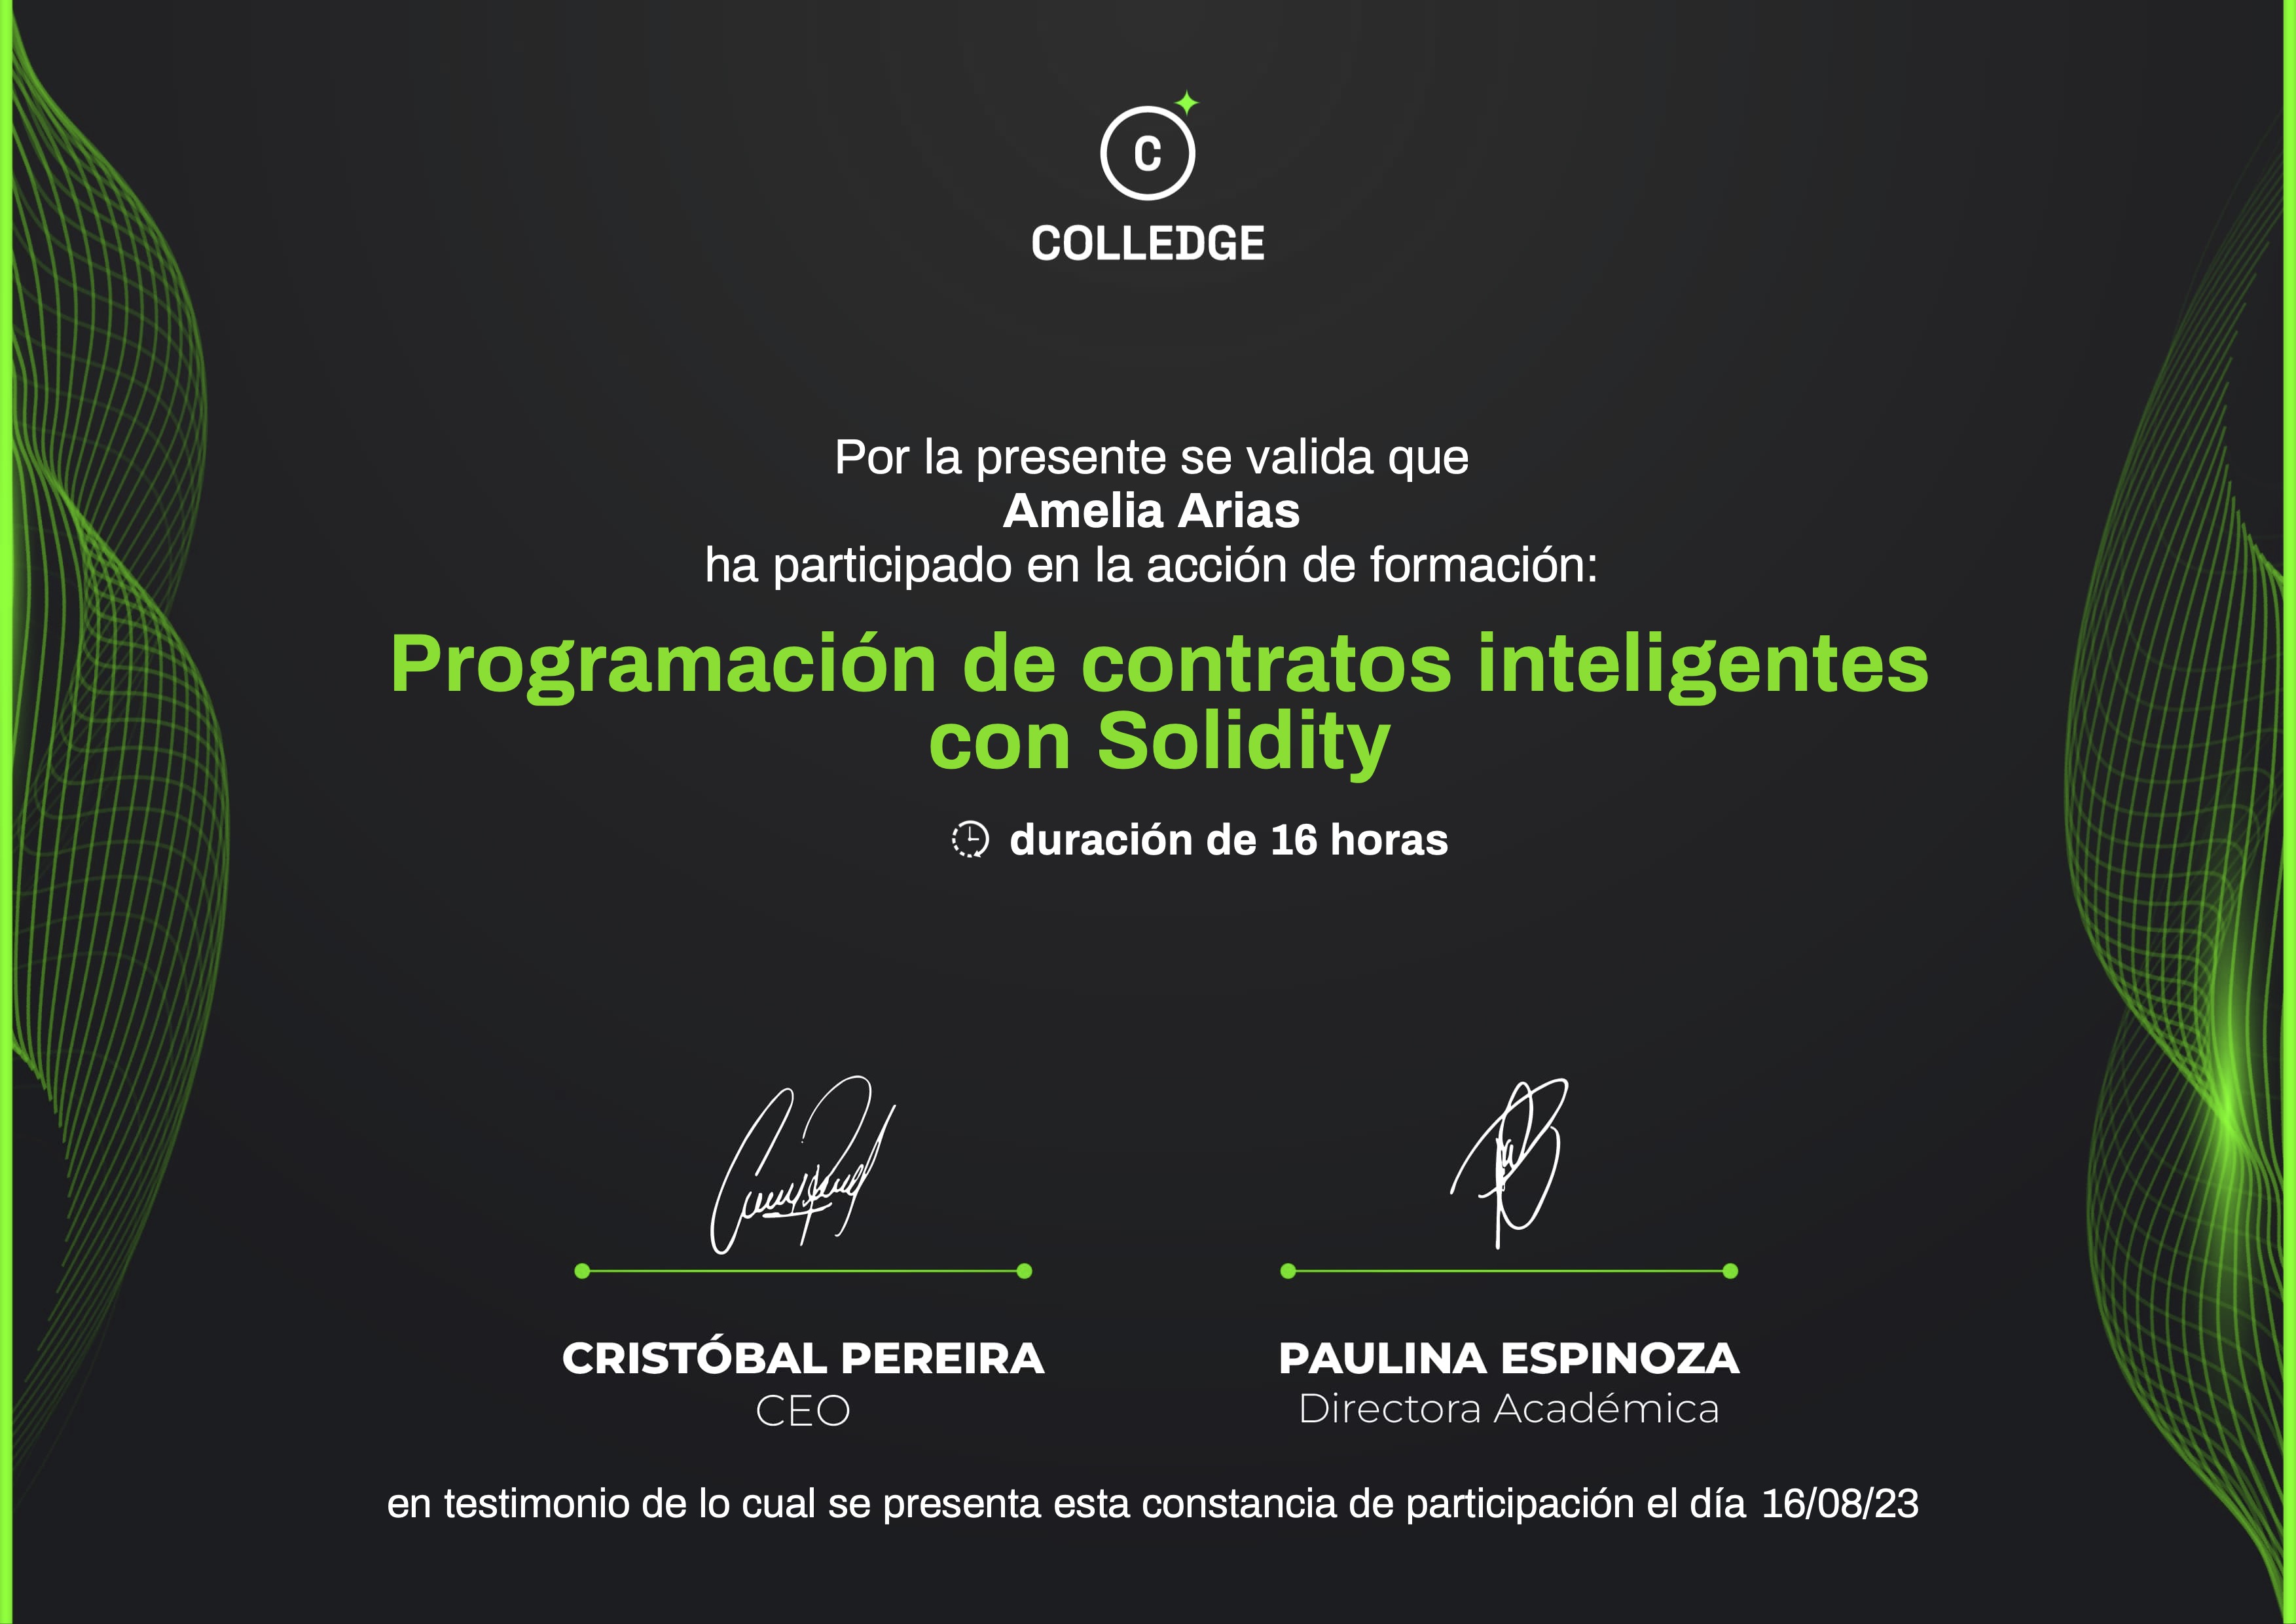 C
COLLEDGE
Por la presente se valida que
Amelia Arias
ha participado en la acción de formación:
Programación de contratos inteligentes
con Solidity
duración de 16 horas
CRISTÓBAL PEREIRA
CEO
PAULINA ESPINOZA
Directora Académica
en testimonio de lo cual se presenta esta constancia de participación el día 16/08/23